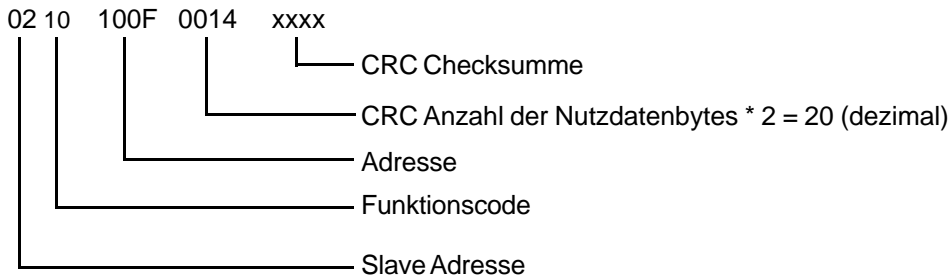 02 10 100F 0014 xxxx
CRC Checksumme
CRC Anzahl der Nutzdatenbytes * 2 = 20 (dezimal)
Adresse
Funktionscode
Slave Adresse